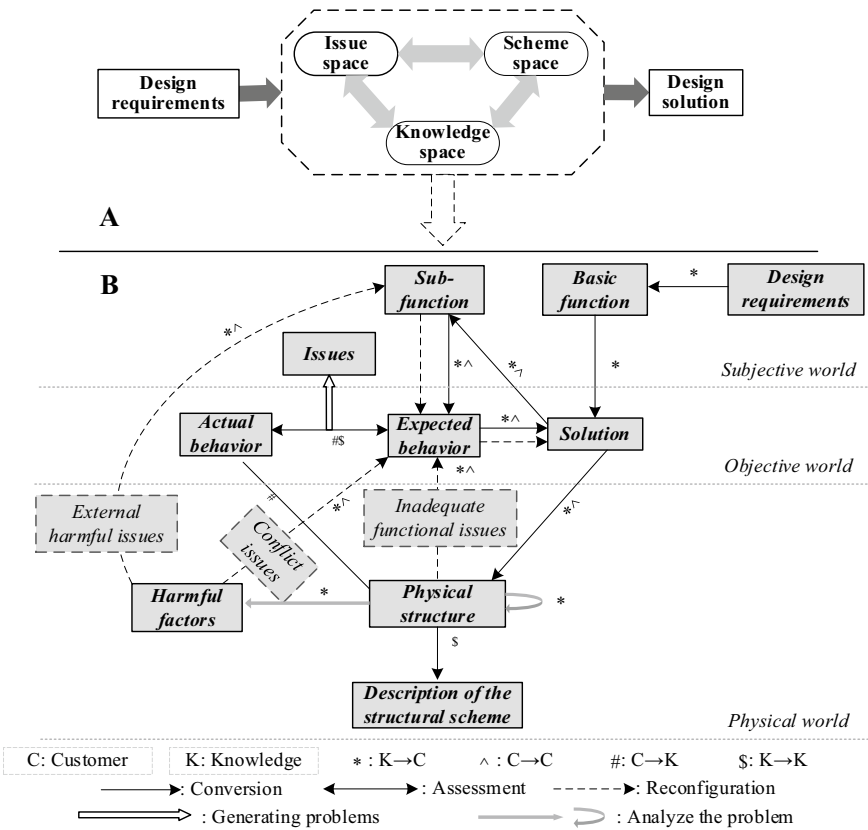 Issue
space
Scheme
space
Design
requirements
Design
solution
Knowledge
space
A
B
Sub-
function
Basic
function
*
Design
requirements
*^
Issues
*^
*^
*
Subjective world
Actual
behavior
#$
Expected
behavior
*^
Solution
*^
Objective world
#
External
harmful issues
*^
Inadequate
functional issues
*^
Conflict
issues
Harmful
factors
*
Physical
structure
*
$
Description of the
structural scheme
Physical world
C: Customer K: Knowledge * : K→C ^ : C→C #: C→K $: K→K
: Conversion : Assessment : Reconfiguration
: Generating problems : Analyze the problem